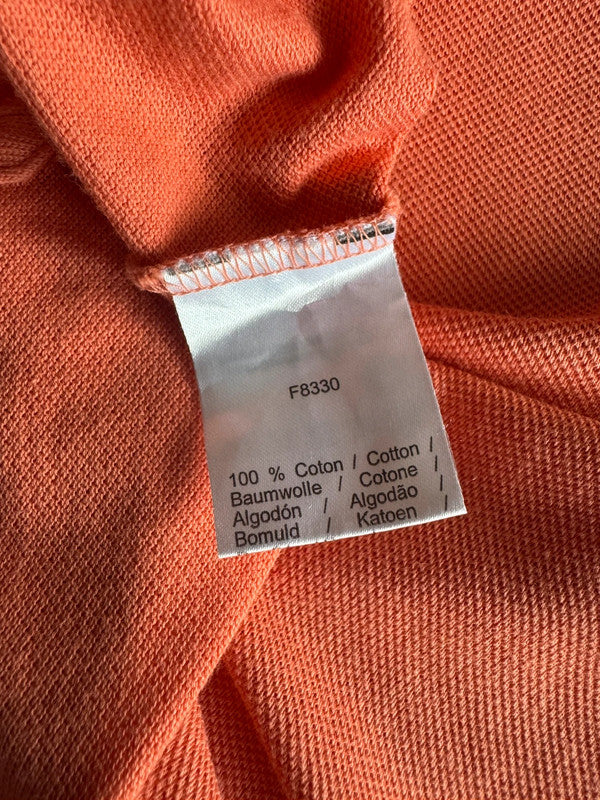 F8330
100 % Coton / Cotton /
Baumwolle / Cotone /
Algodón / Algodão /
Bomuld / Katoen /